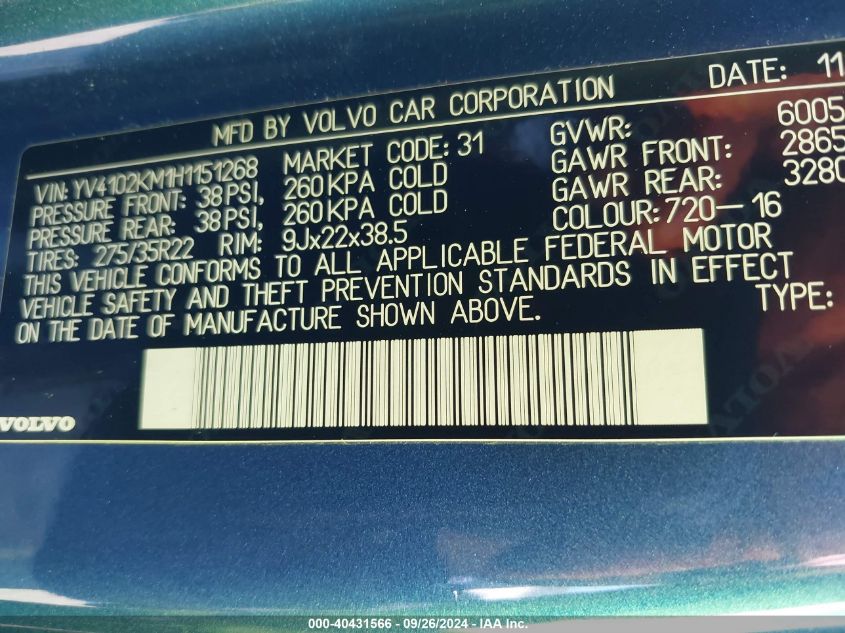 MFD BY VOLVO CAR CORPORATION DATE: 11
VIN: YV4102KM1H1151268 MARKET CODE: 31 GVWR: 6005
PRESSURE FRONT: 38 PSI, 260 KPA COLD GAWR FRONT: 2865
PRESSURE REAR: 38 PSI, 260 KPA COLD GAWR REAR: 3280
TIRES: 275/35R22 RIM: 9Jx22x38.5 COLOUR: 720—16
THIS VEHICLE CONFORMS TO ALL APPLICABLE FEDERAL MOTOR
VEHICLE SAFETY AND THEFT PREVENTION STANDARDS IN EFFECT
ON THE DATE OF MANUFACTURE SHOWN ABOVE. TYPE:
VOLVO
000-40431566 - 09/26/2024 - IAA Inc.